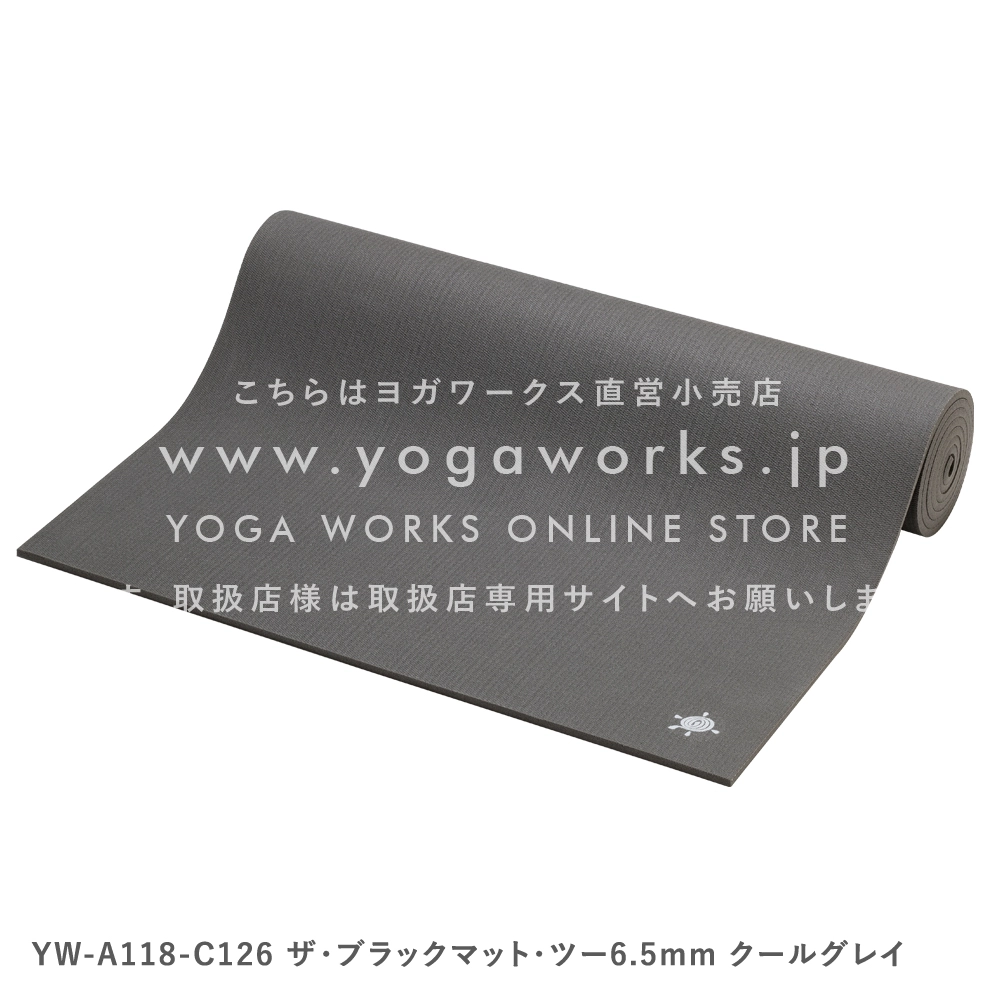 こちらはヨガワークス直営小売店
www.yogaworks.jp
YOGA WORKS ONLINE STORE
す。取扱店様は取扱店専用サイトへお願いしま
YW-A118-C126 ザ・ブラックマット・ツー6.5mm クールグレイ